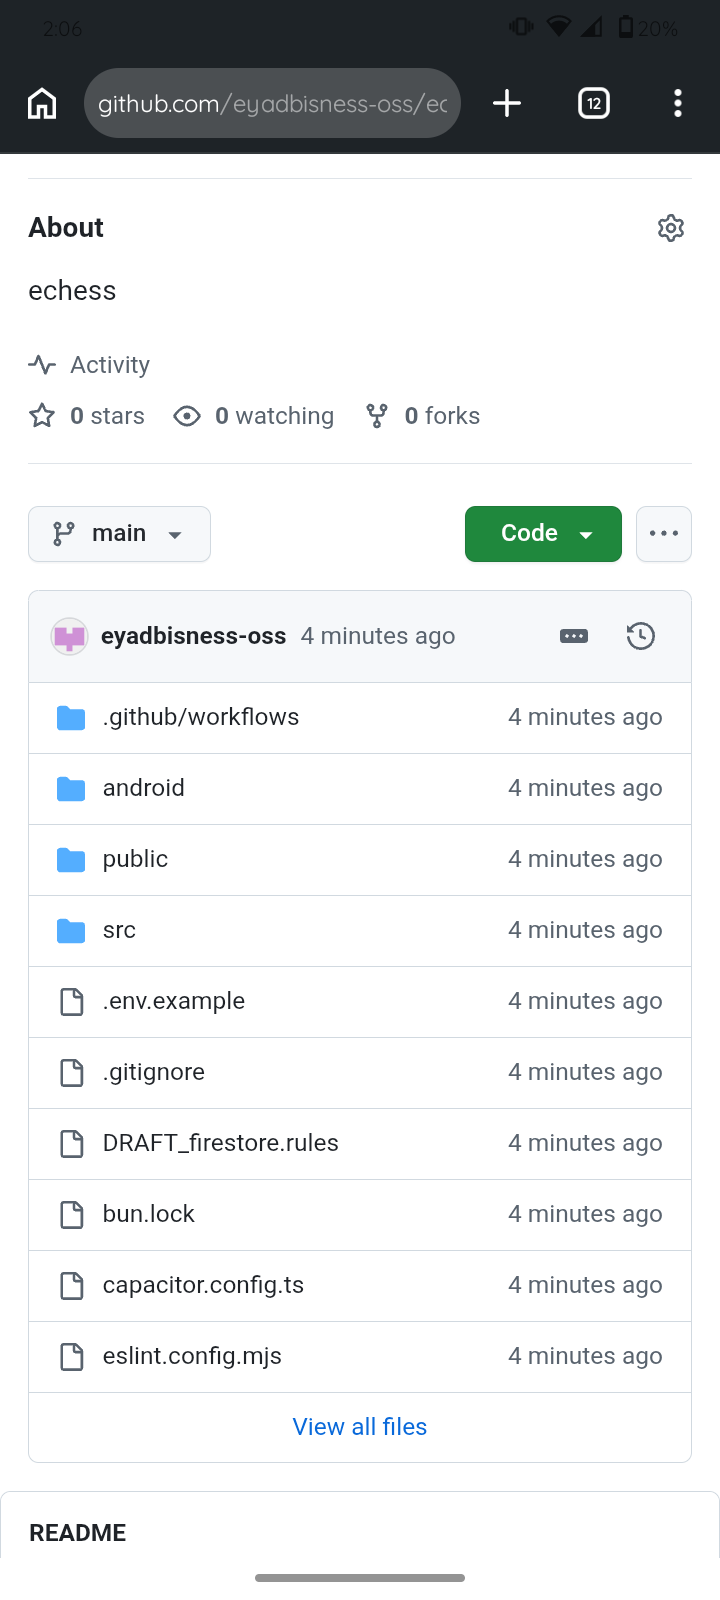 2:06
20%
github.com/eyadbisness-oss/ec
12
About
echess
Activity
0 stars
0 watching
0 forks
main
Code
eyadbisness-oss 4 minutes ago
.github/workflows 4 minutes ago
android 4 minutes ago
public 4 minutes ago
src 4 minutes ago
.env.example 4 minutes ago
.gitignore 4 minutes ago
DRAFT_firestore.rules 4 minutes ago
bun.lock 4 minutes ago
capacitor.config.ts 4 minutes ago
eslint.config.mjs 4 minutes ago
View all files
README